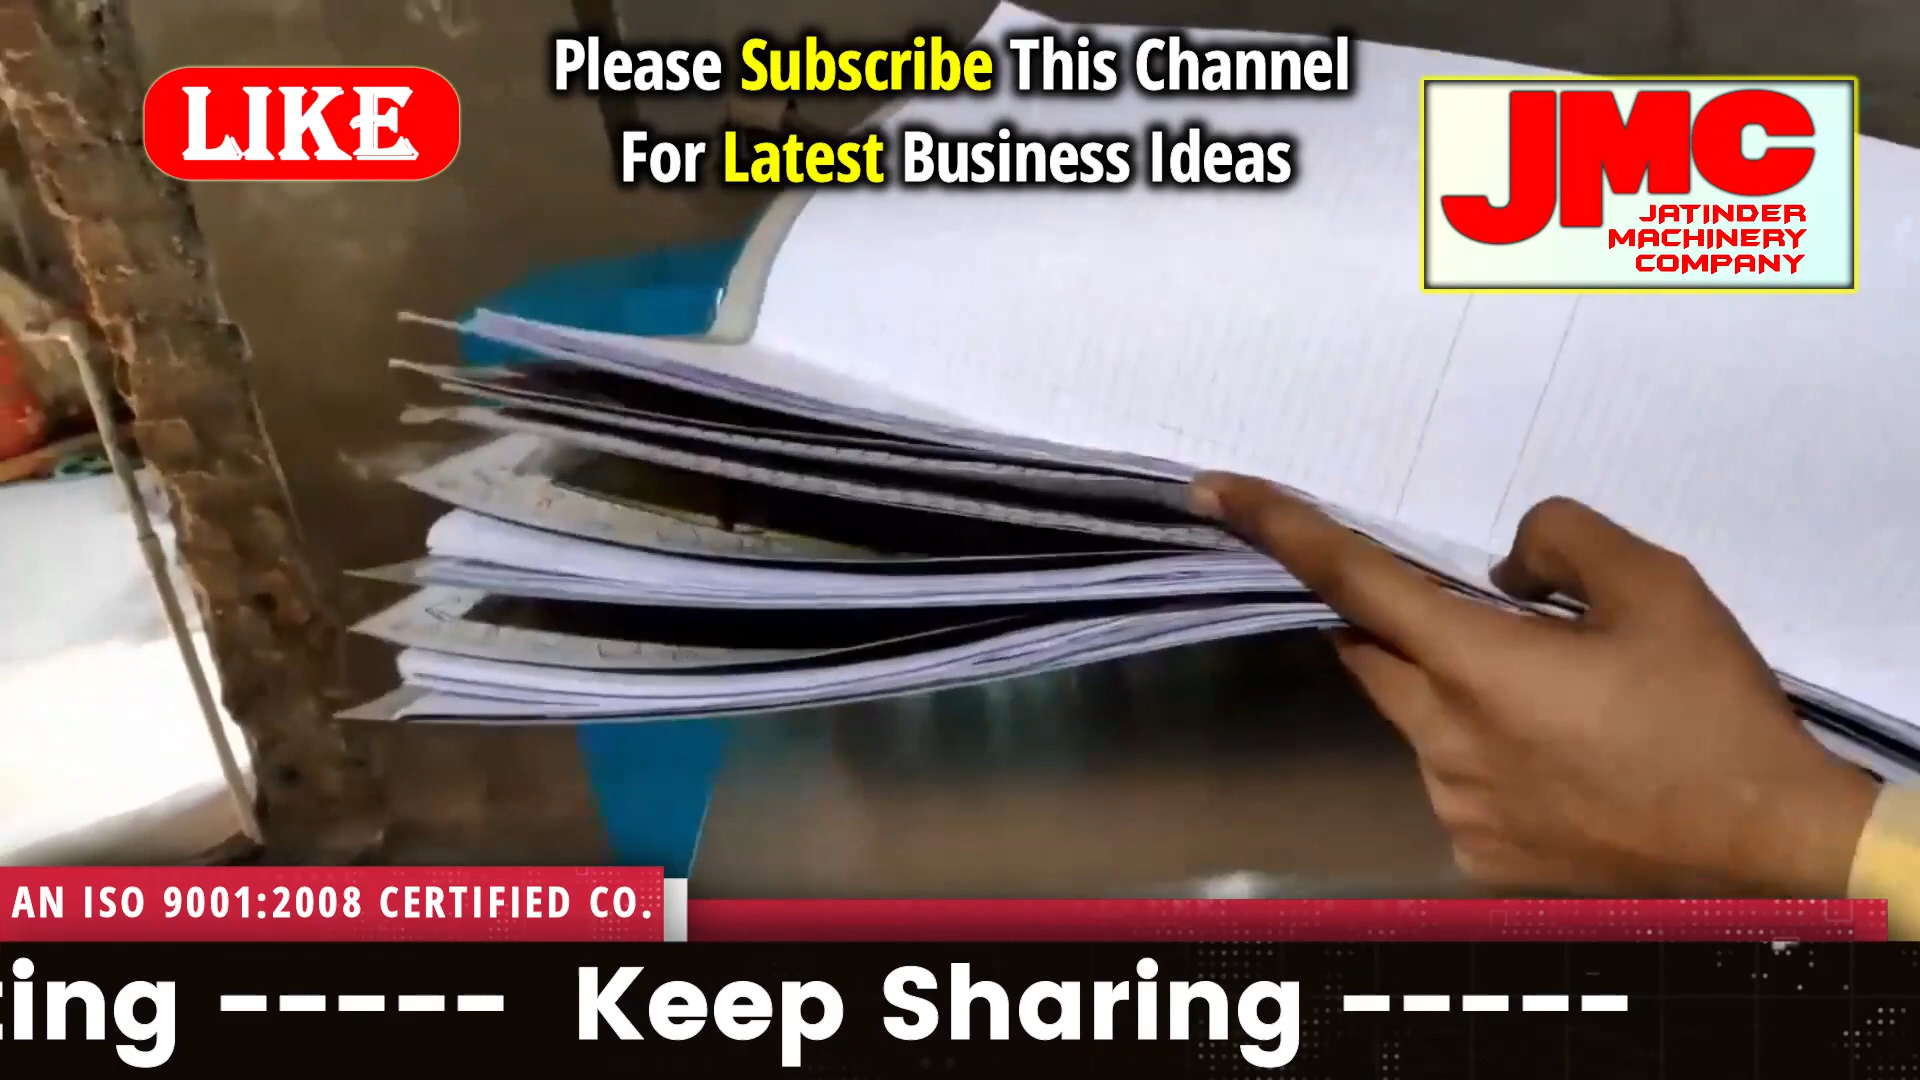 LIKE
Please Subscribe This Channel
For Latest Business Ideas
JMC
JATINDER
MACHINERY
COMPANY
AN ISO 9001:2008 CERTIFIED CO.
----- Keep Sharing -----